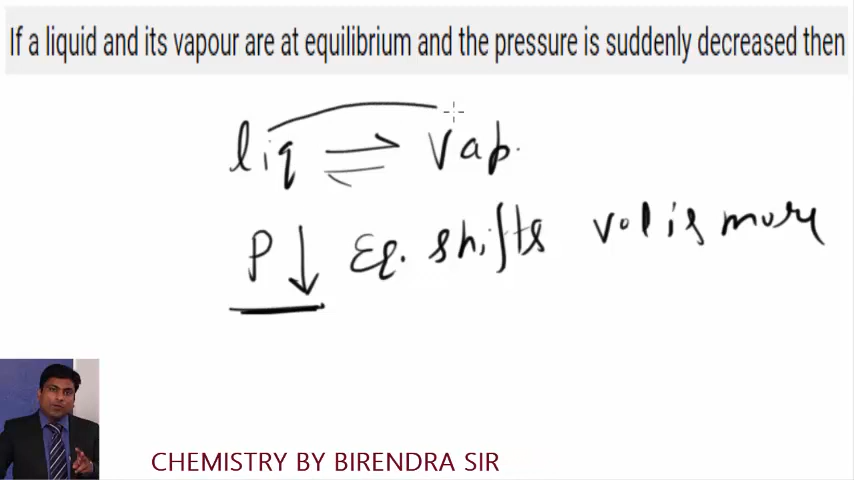 If a liquid and its vapour are at equilibrium and the pressure is suddenly decreased then
liq ⇌ vap.
P↓ Eq. shifts vol is more
CHEMISTRY BY BIRENDRA SIR